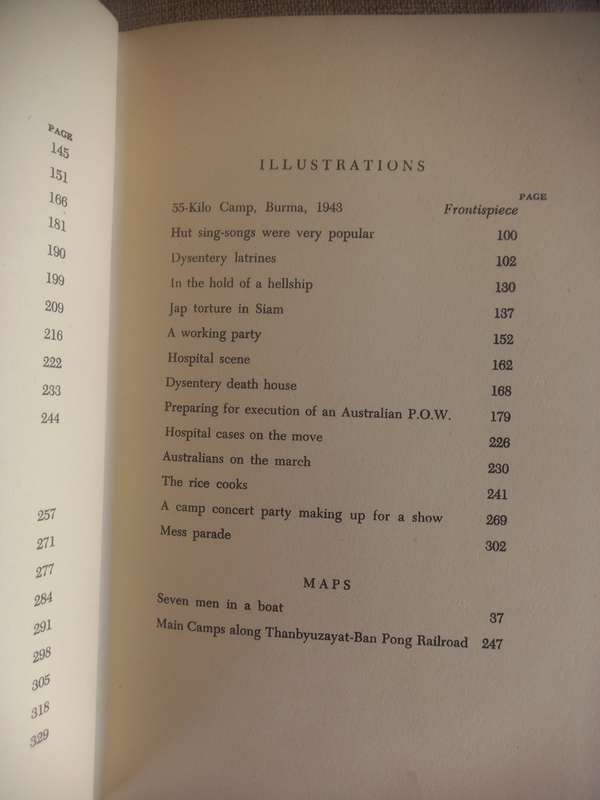 PAGE
145
151
166
181
190
199
209
216
222
233
244
257
271
277
284
291
298
305
318
329
ILLUSTRATIONS
PAGE
55-Kilo Camp, Burma, 1943 Frontispiece
Hut sing-songs were very popular 100
Dysentery latrines 102
In the hold of a hellship 130
Jap torture in Siam 137
A working party 152
Hospital scene 162
Dysentery death house 168
Preparing for execution of an Australian P.O.W. 179
Hospital cases on the move 226
Australians on the march 230
The rice cooks 241
A camp concert party making up for a show 269
Mess parade 302
MAPS
Seven men in a boat 37
Main Camps along Thanbyuzayat-Ban Pong Railroad 247